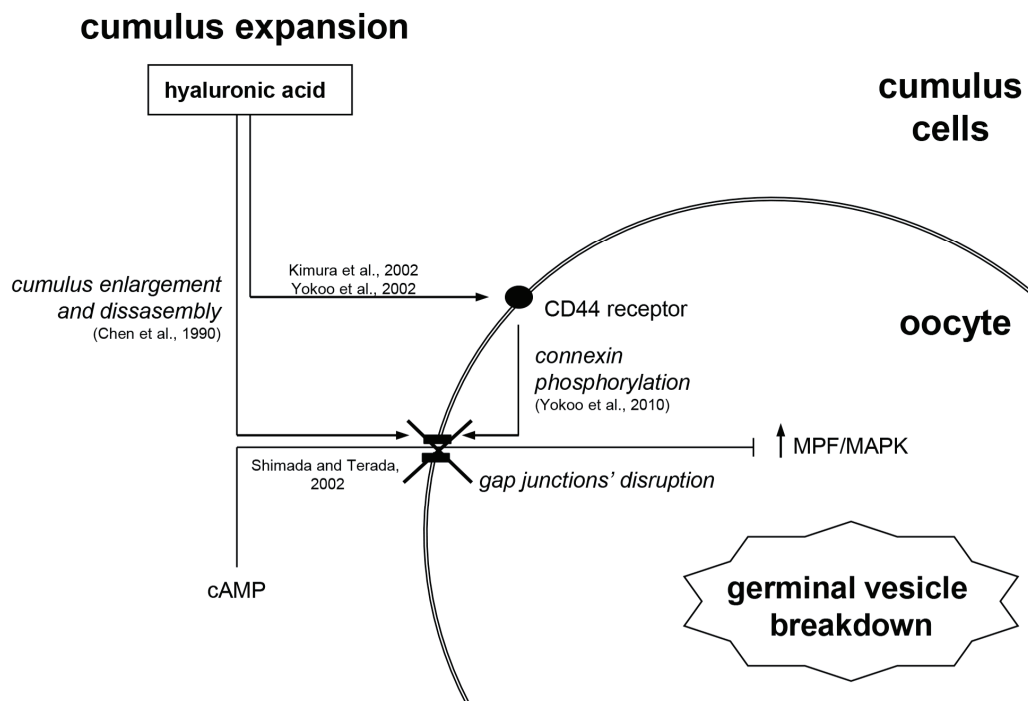 cumulus expansion
hyaluronic acid
cumulus
cells
Kimura et al., 2002
Yokoo et al., 2002
cumulus enlargement
and dissasembly
(Chen et al., 1990)
CD44 receptor
oocyte
connexin
phosphorylation
(Yokoo et al., 2010)
MPF/MAPK
Shimada and Terada,
2002
gap junctions’ disruption
cAMP
germinal vesicle
breakdown